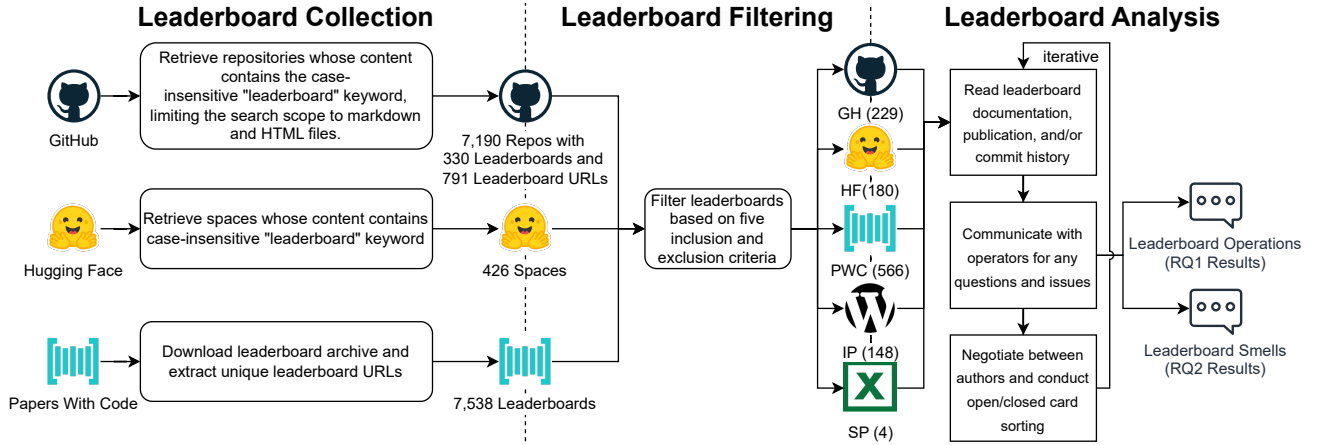 Leaderboard Collection
Leaderboard Filtering
Leaderboard Analysis
GitHub
Retrieve repositories whose content
contains the case-
insensitive "leaderboard" keyword,
limiting the search scope to markdown
and HTML files.
7,190 Repos with
330 Leaderboards and
791 Leaderboard URLs
Hugging Face
Retrieve spaces whose content contains
case-insensitive "leaderboard" keyword
426 Spaces
Papers With Code
Download leaderboard archive and
extract unique leaderboard URLs
7,538 Leaderboards
Filter leaderboards
based on five
inclusion and
exclusion criteria
GH (229)
HF(180)
PWC (566)
IP (148)
SP (4)
iterative
Read leaderboard
documentation,
publication, and/or
commit history
Communicate with
operators for any
questions and issues
Negotiate between
authors and conduct
open/closed card
sorting
Leaderboard Operations
(RQ1 Results)
Leaderboard Smells
(RQ2 Results)